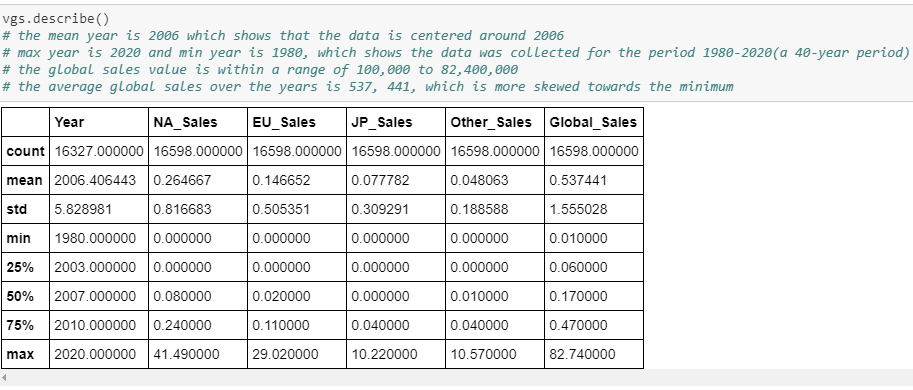 vgs.describe()
# the mean year is 2006 which shows that the data is centered around 2006
# max year is 2020 and min year is 1980, which shows the data was collected for the period 1980-2020(a 40-year period)
# the global sales value is within a range of 100,000 to 82,400,000
# the average global sales over the years is 537, 441, which is more skewed towards the minimum
Year NA_Sales EU_Sales JP_Sales Other_Sales Global_Sales
count 16327.000000 16598.000000 16598.000000 16598.000000 16598.000000 16598.000000
mean 2006.406443 0.264667 0.146652 0.077782 0.048063 0.537441
std 5.828981 0.816683 0.505351 0.309291 0.188588 1.555028
min 1980.000000 0.000000 0.000000 0.000000 0.000000 0.010000
25% 2003.000000 0.000000 0.000000 0.000000 0.000000 0.060000
50% 2007.000000 0.080000 0.020000 0.000000 0.010000 0.170000
75% 2010.000000 0.240000 0.110000 0.040000 0.040000 0.470000
max 2020.000000 41.490000 29.020000 10.220000 10.570000 82.740000